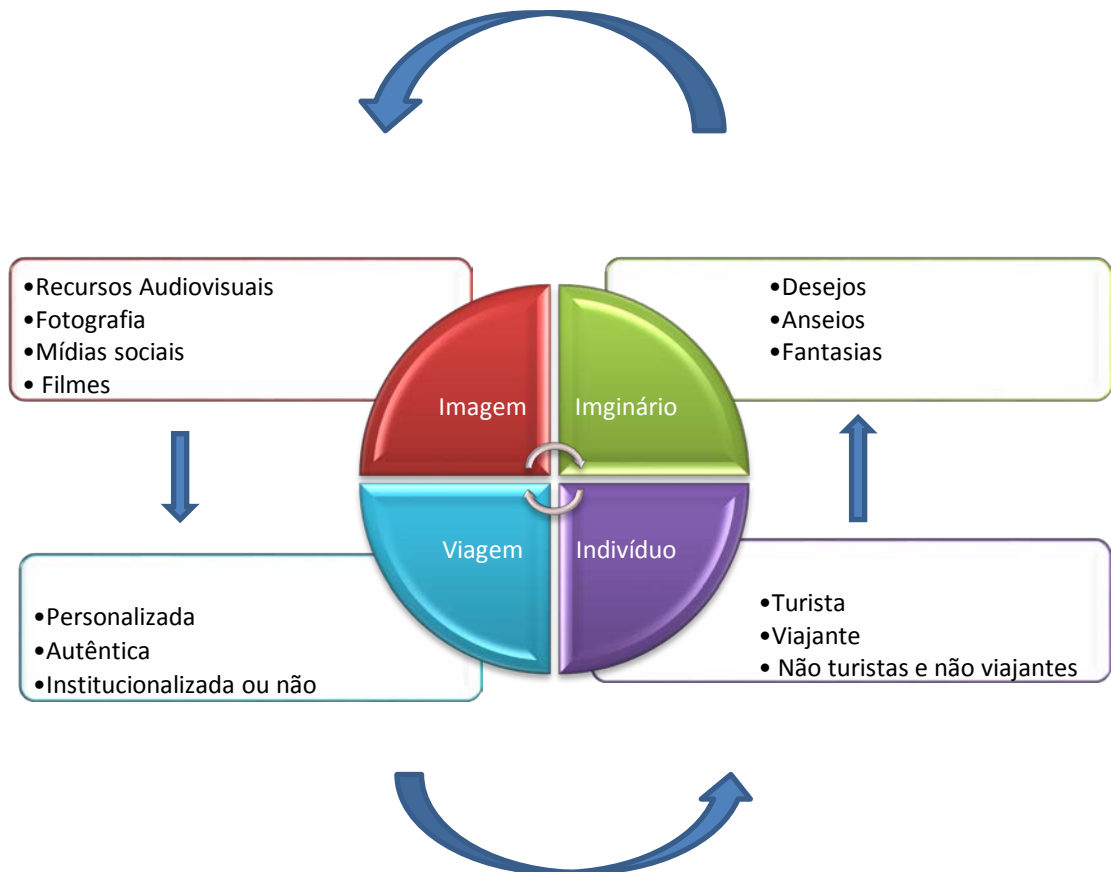 •Recursos Audiovisuais
•Fotografia
•Mídias sociais
• Filmes
•Desejos
•Anseios
•Fantasias
Imagem
Imginário
Viagem
Indivíduo
•Personalizada
•Autêntica
•Institucionalizada ou não
•Turista
•Viajante
• Não turistas e não viajantes